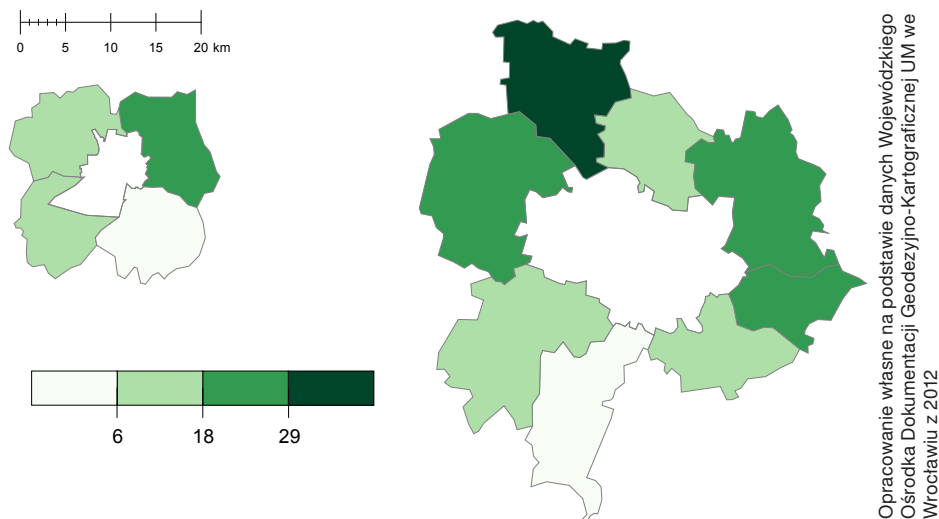 0 5 10 15 20 km
6 18 29
Opracowanie własne na podstawie danych Wojewódzkiego
Ośrodka Dokumentacji Geodezyjno-Kartograficznej UM we
Wrocławiu z 2012